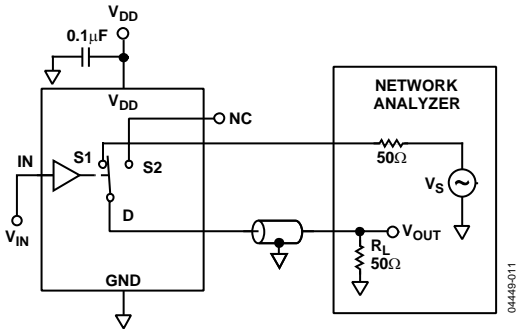 VDD
0.1μF
VDD
NC
NETWORK
ANALYZER
IN
S1
S2
50Ω
VS
VIN
D
VOUT
RL
50Ω
GND
04449-011